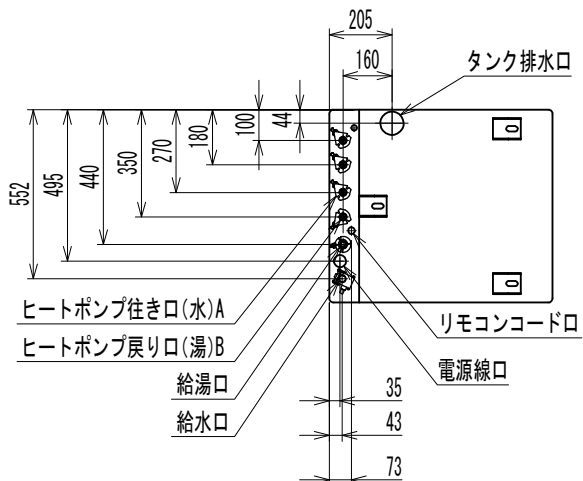 205
160
タンク排水口
44
100
180
270
350
440
495
552
ヒートポンプ往き口(水)A
ヒートポンプ戻り口(湯)B
給湯口
給水口
リモコンコード口
電源線口
35
43
73